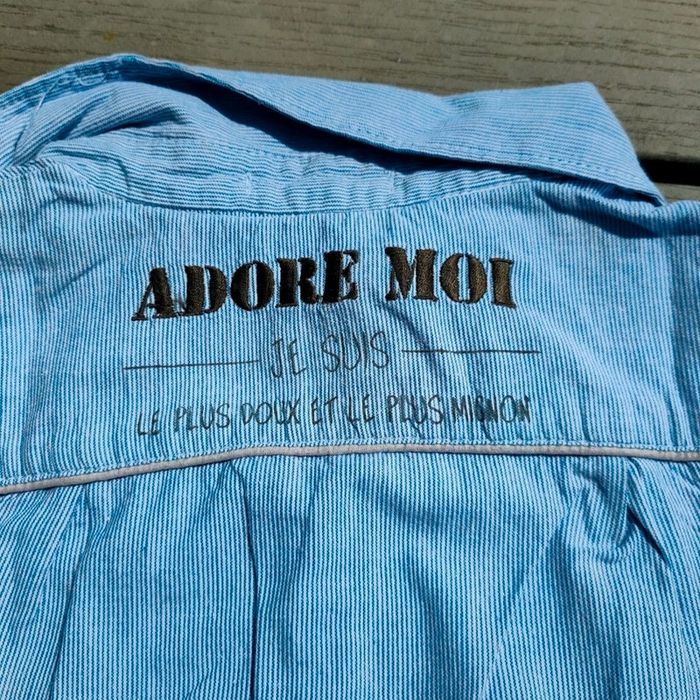 ADORE MOI
JE SUIS
LE PLUS DOUX ET LE PLUS MIGNON